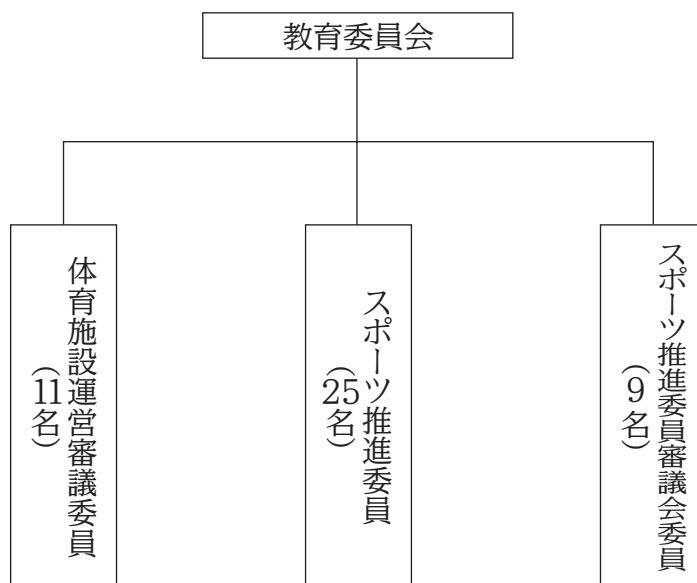 教育委員会
体育施設運営審議委員
（11名）
スポーツ推進委員
（25名）
スポーツ推進委員審議会委員
（9名）